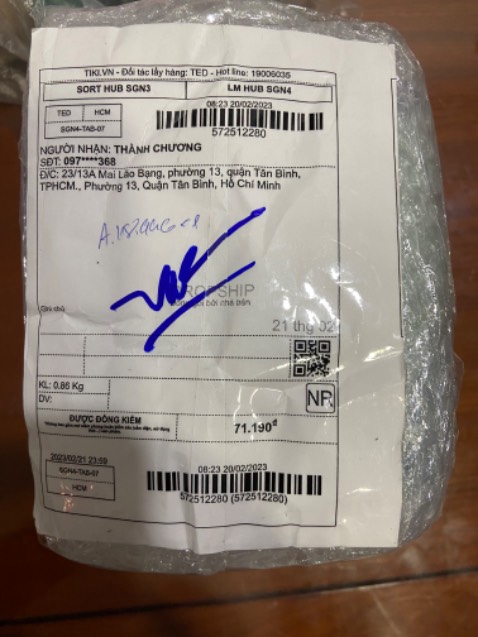 TIKI.VN - Đối tác lấy hàng: TED - Hot line: 19006035
SORT HUB SGN3 LM HUB SGN4
TED HCM
SGN4-TAB-07
08:23 20/02/2023
572512280
NGƯỜI NHẬN: THÀNH CHƯƠNG
SĐT: 097****368
Đ/C: 23/13A Mai Lão Bạng, phường 13, quận Tân Bình,
TPHCM., Phường 13, Quận Tân Bình, Hồ Chí Minh
DROPSHIP
Ghi chú:
21 thg 02
KL: 0.86 Kg
DV:
NP
ĐƯỢC ĐỒNG KIỂM
71.190đ
2023/02/21 23:59
SGN4-TAB-07
HCM
08:23 20/02/2023
572512280 (572512280)